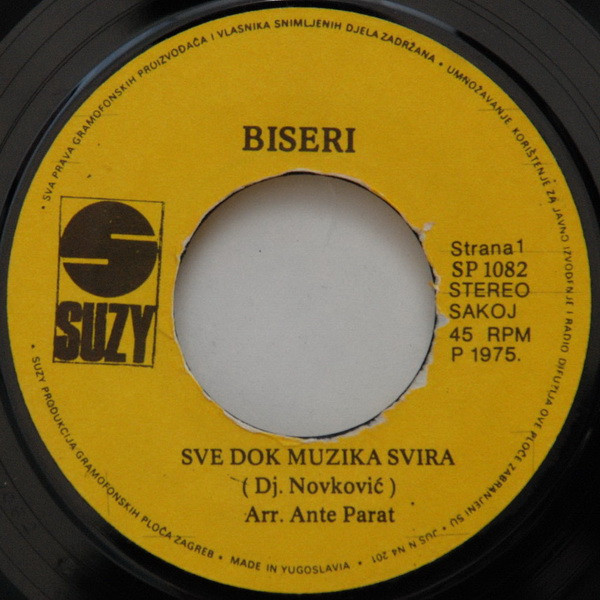 • SVA PRAVA GRAMOFONSKIH PROIZVOĐAČA I VLASNIKA SNIMLJENIH DJELA ZADRŽANA • UMNOŽAVANJE KORIŠTENJE ZA JAVNO IZVOĐENJE I RADIO DIFUZIJA OVE PLOČE ZABRANJENI SU • JUS N N4 201
BISERI
SUZY
Strana 1
SP 1082
STEREO
SAKOJ
45 RPM
P 1975.
SVE DOK MUZIKA SVIRA
( Dj. Novković )
Arr. Ante Parat
• SUZY PRODUKCIJA GRAMOFONSKIH PLOČA ZAGREB • MADE IN YUGOSLAVIA •